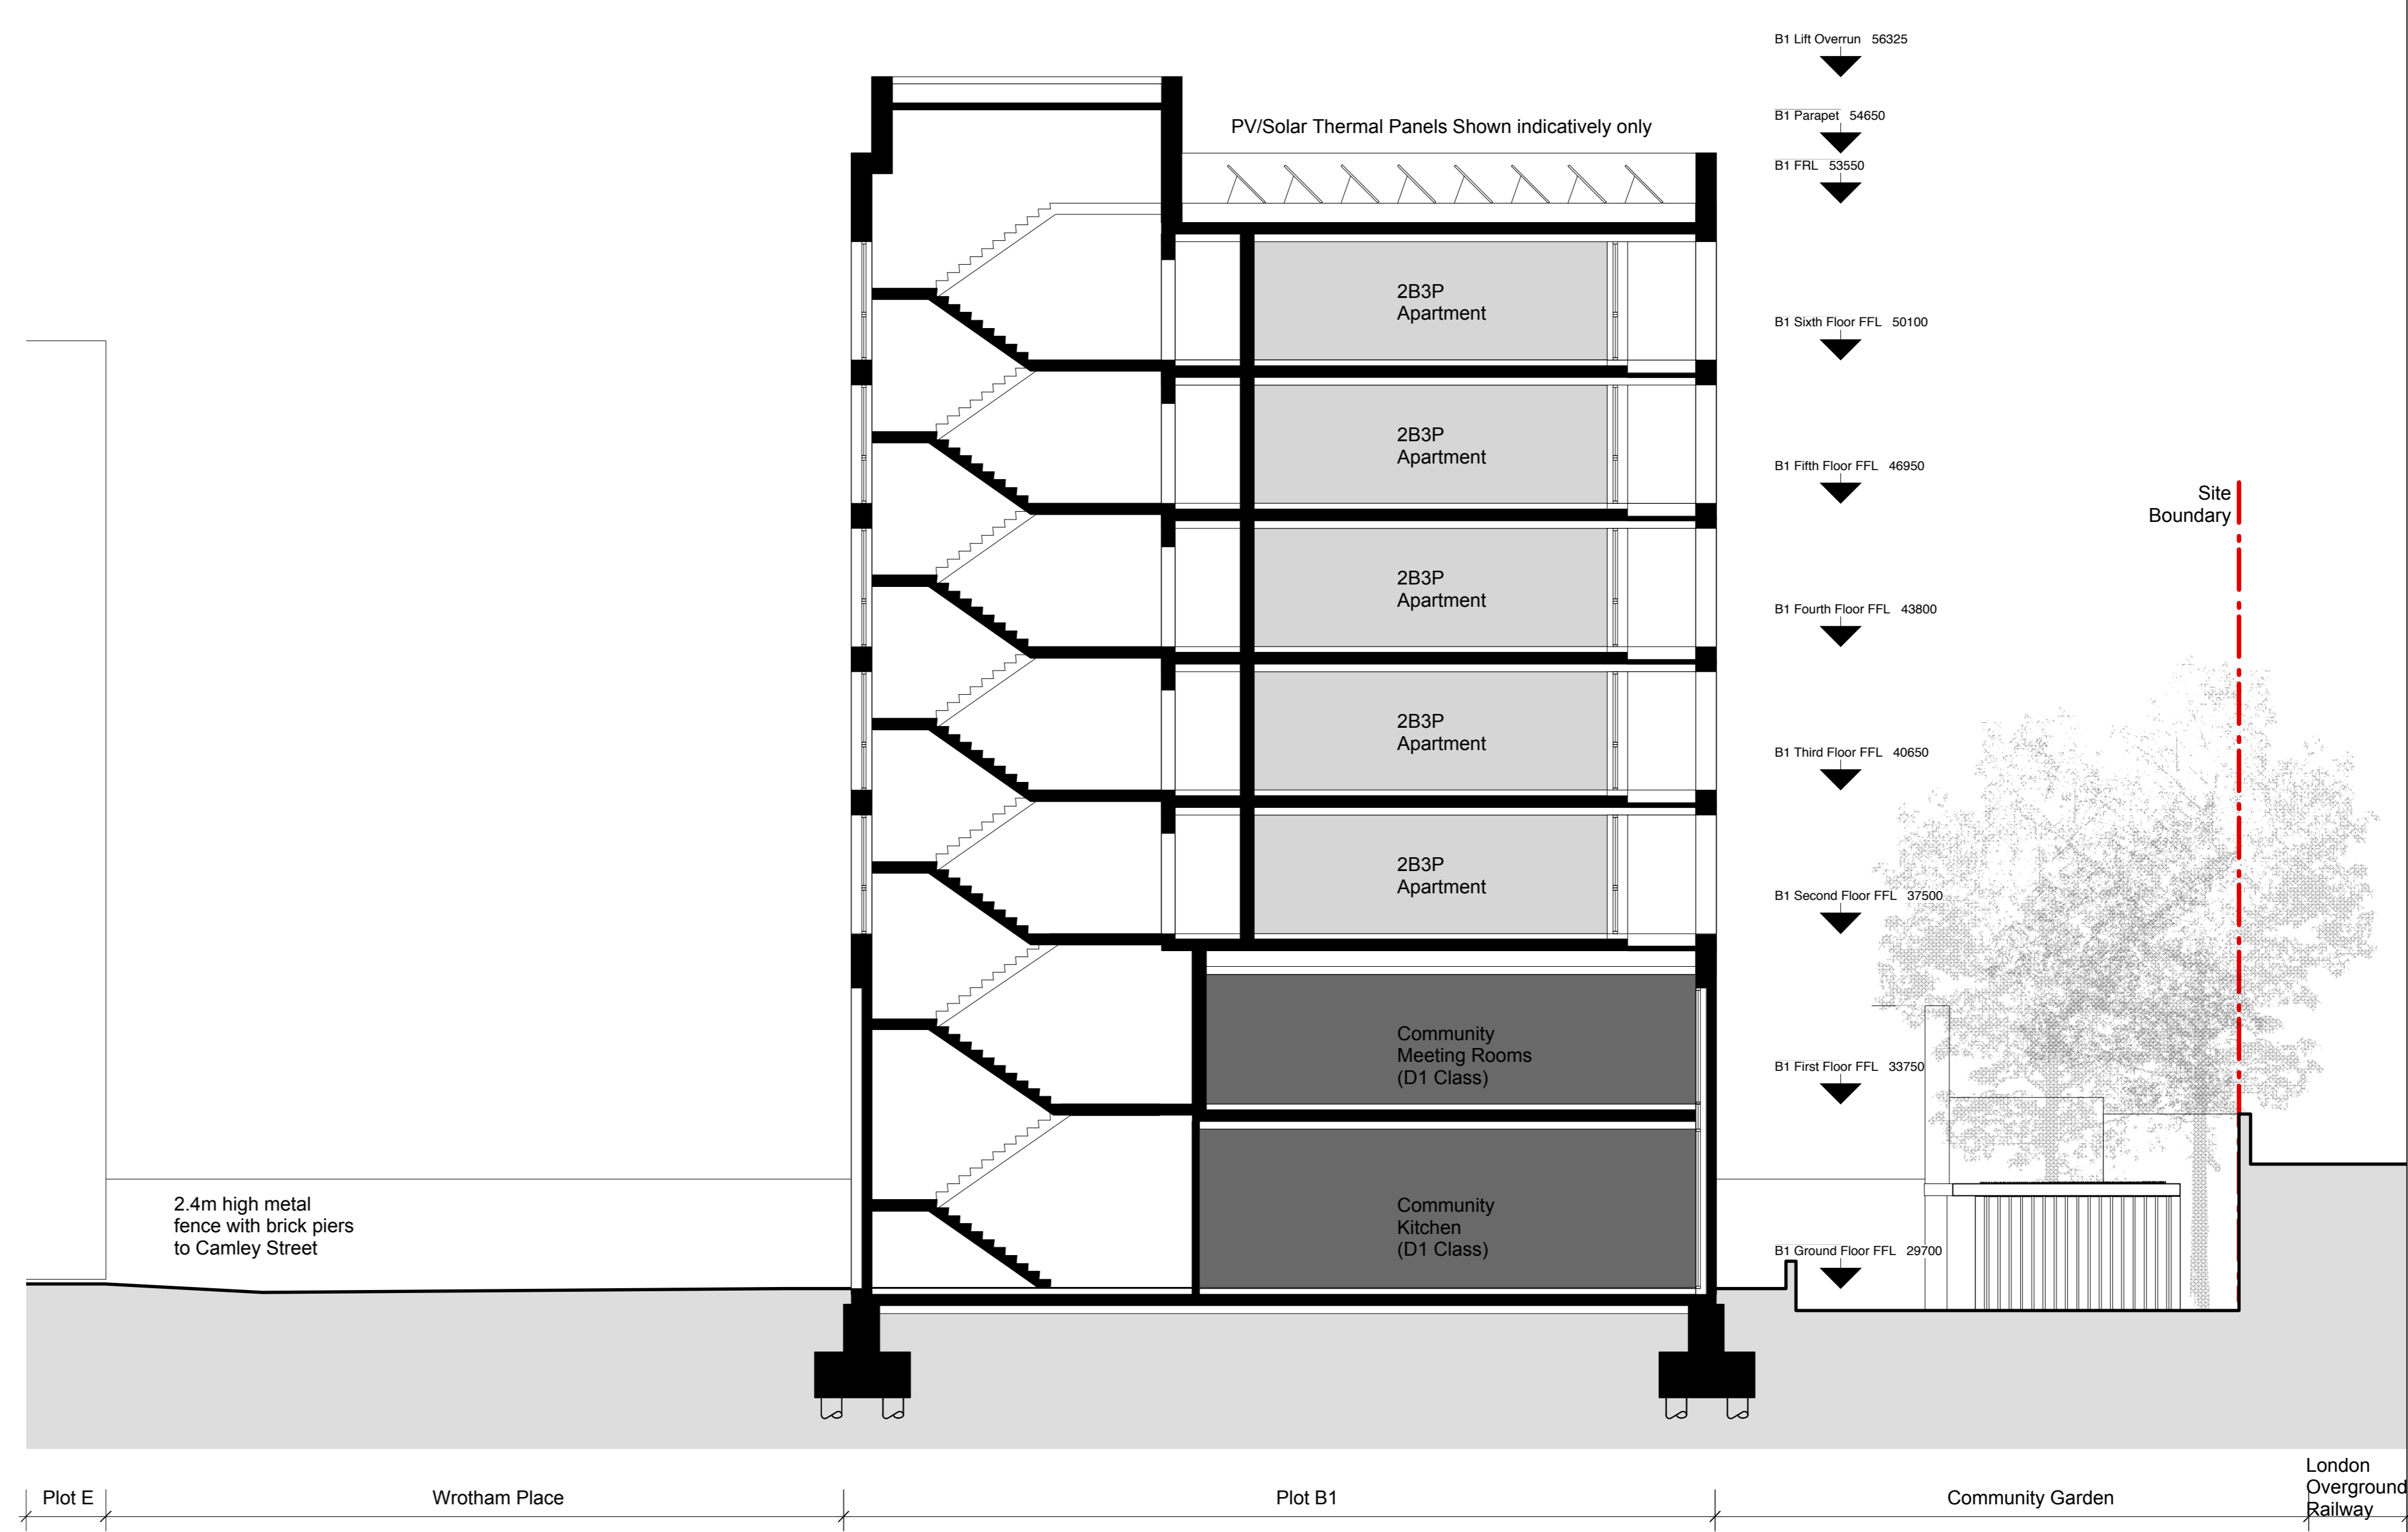 B1 Lift Overrun 56325
B1 Parapet 54650
PV/Solar Thermal Panels Shown indicatively only
B1 FRL 53550
2B3P
Apartment
B1 Sixth Floor FFL 50100
2B3P
Apartment
B1 Fifth Floor FFL 46950
Site
Boundary
2B3P
Apartment
B1 Fourth Floor FFL 43800
2B3P
Apartment
B1 Third Floor FFL 40650
2B3P
Apartment
B1 Second Floor FFL 37500
Community
Meeting Rooms
(D1 Class)
B1 First Floor FFL 33750
2.4m high metal
fence with brick piers
to Camley Street
Community
Kitchen
(D1 Class)
B1 Ground Floor FFL 29700
Plot E
Wrotham Place
Plot B1
Community Garden
London
Overground
Railway